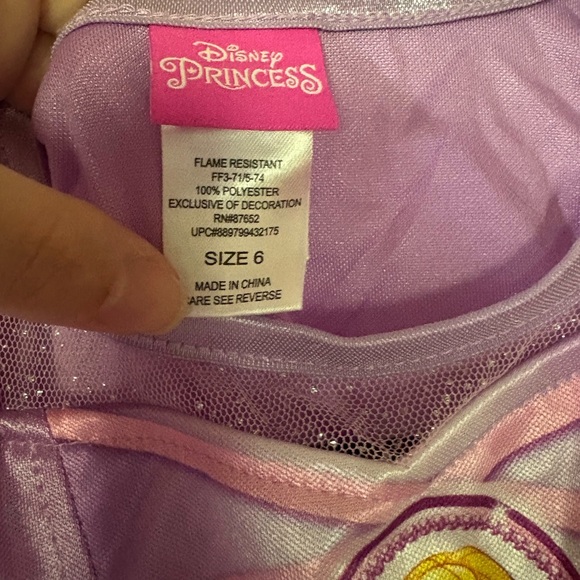 Disney
PRINCESS
FLAME RESISTANT
FF3-71/5-74
100% POLYESTER
EXCLUSIVE OF DECORATION
RN#87652
UPC#889799432175
SIZE 6
MADE IN CHINA
CARE SEE REVERSE